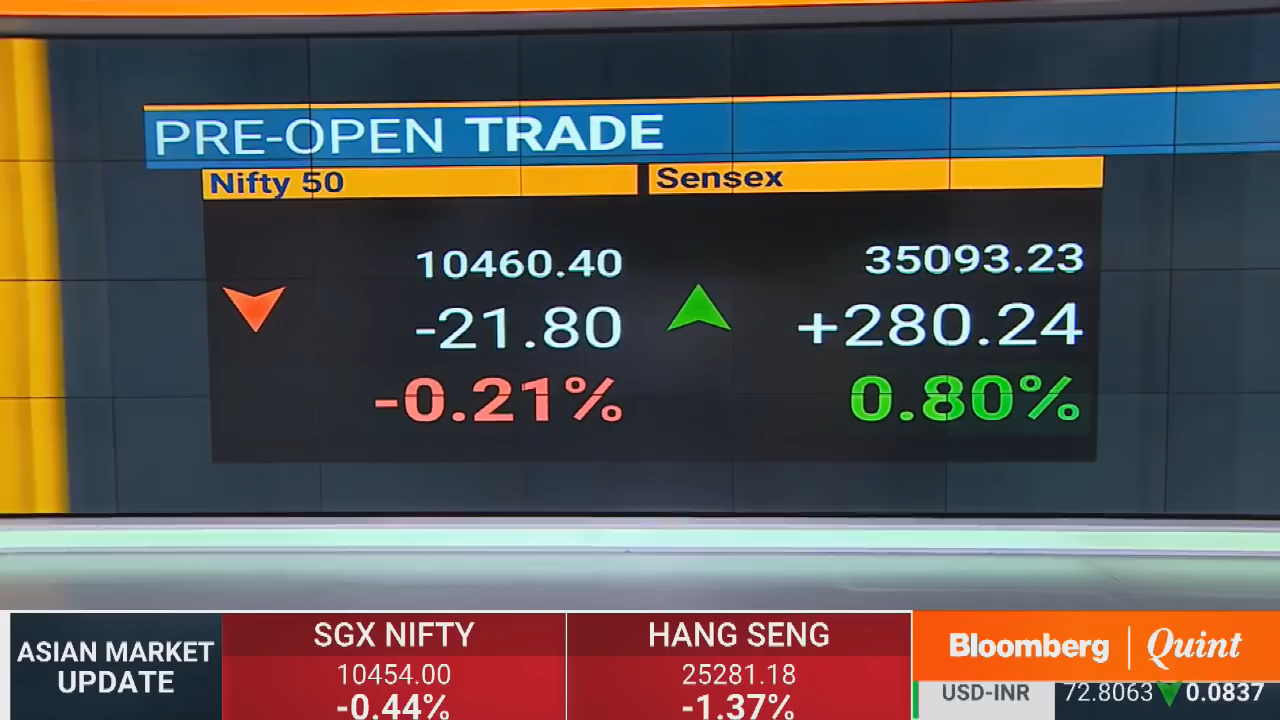 PRE-OPEN TRADE
Nifty 50
10460.40
-21.80
-0.21%
Sensex
35093.23
+280.24
0.80%
ASIAN MARKET
UPDATE
SGX NIFTY
10454.00
-0.44%
HANG SENG
25281.18
-1.37%
Bloomberg | Quint
USD-INR 72.8063 0.0837